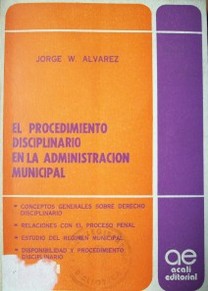 JORGE W. ALVAREZ
EL PROCEDIMIENTO
DISCIPLINARIO
EN LA ADMINISTRACION
MUNICIPAL
• CONCEPTOS GENERALES SOBRE DERECHO
DISCIPLINARIO
• RELACIONES CON EL PROCESO PENAL
• ESTUDIO DEL REGIMEN MUNICIPAL
• DISPONIBILIDAD Y PROCEDIMIENTO
DISCIPLINARIO
ae
acali
editorial